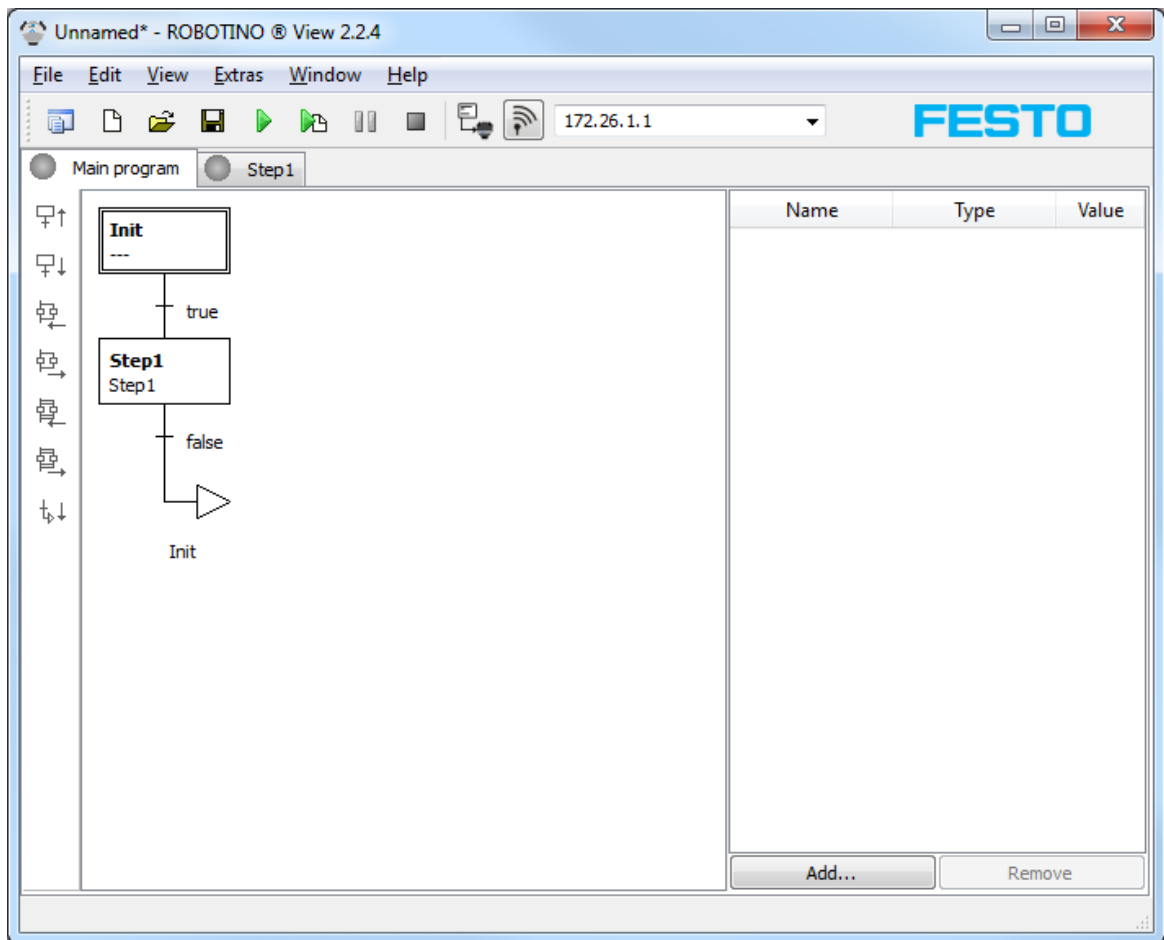 Unnamed* - ROBOTINO ® View 2.2.4
File Edit View Extras Window Help
172.26.1.1
FESTO
Main program Step1
Name Type Value
Init
---
true
Step1
Step1
false
Init
Add... Remove